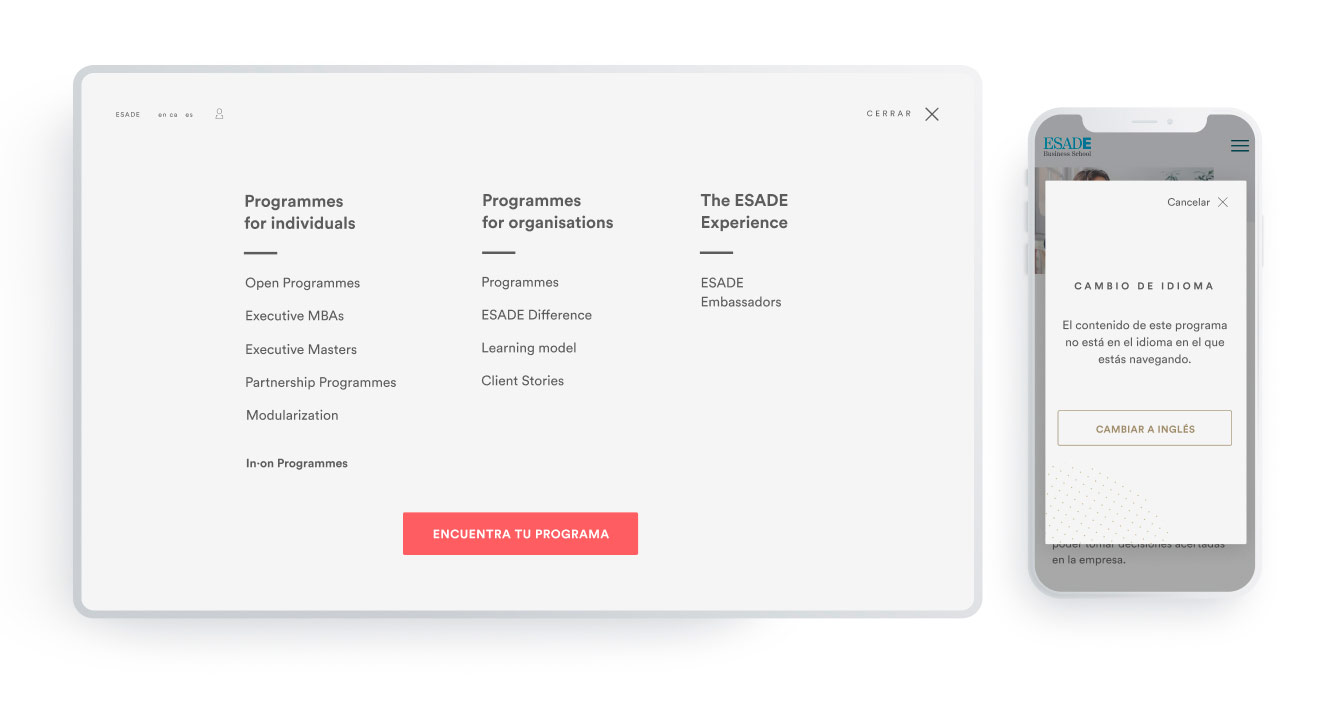 ESADE en ca es
CERRAR
Programmes
for individuals
Open Programmes
Executive MBAs
Executive Masters
Partnership Programmes
Modularization
In·on Programmes
Programmes
for organisations
Programmes
ESADE Difference
Learning model
Client Stories
The ESADE
Experience
ESADE
Embassadors
ENCUENTRA TU PROGRAMA
ESADE
Business School
Cancelar
CAMBIO DE IDIOMA
El contenido de este programa
no está en el idioma en el que
estás navegando.
CAMBIAR A INGLÉS
poder tomar decisiones acertadas
en la empresa.